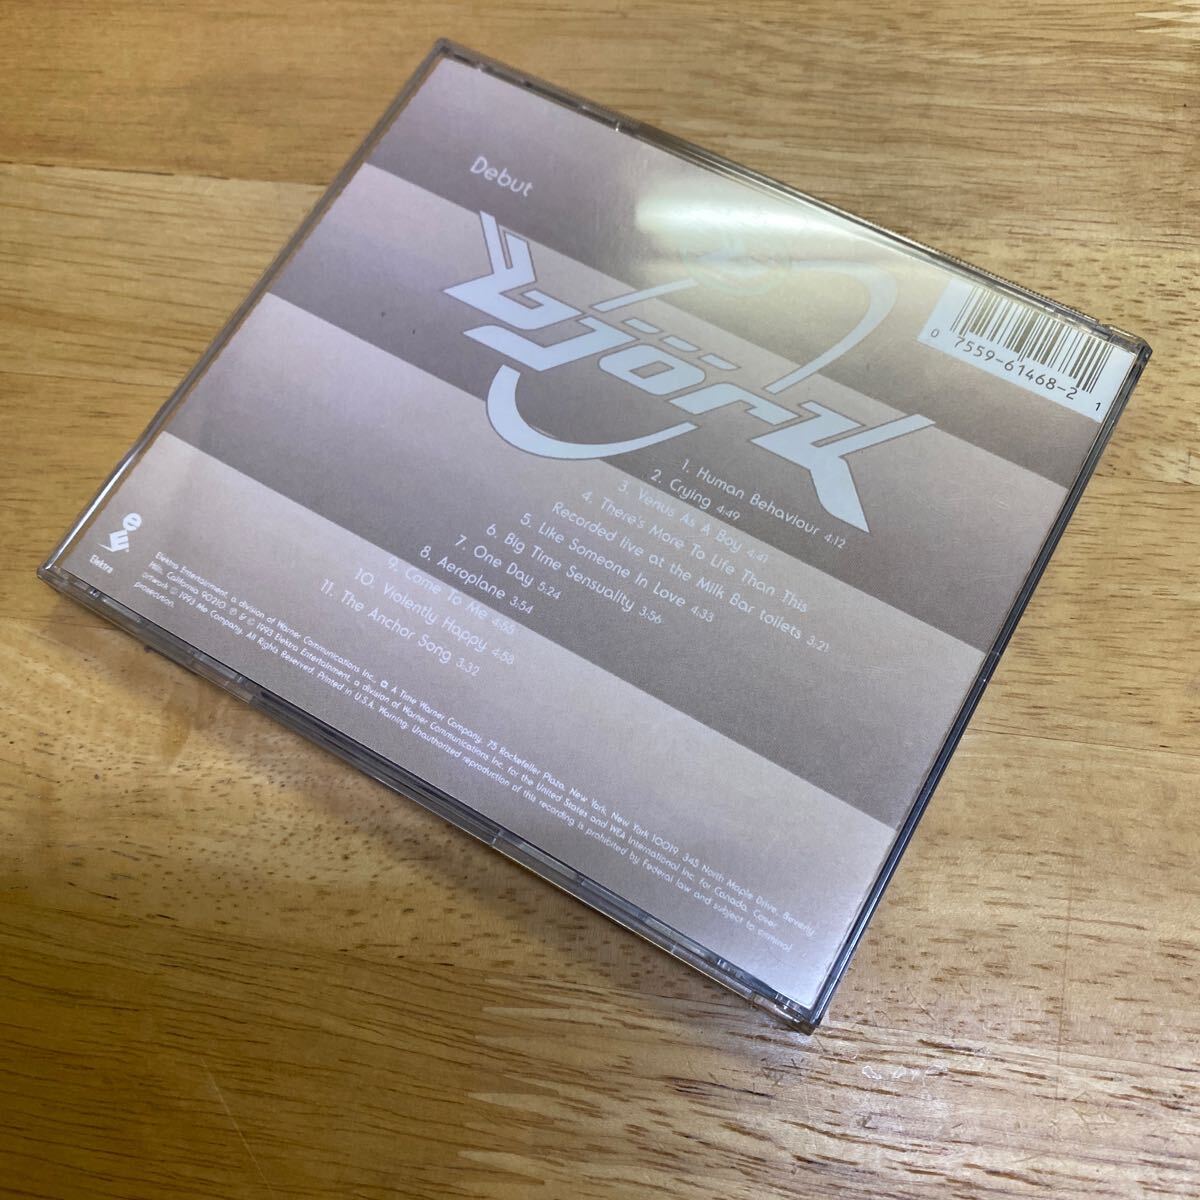 Debut
björk
0 7559-61468-2 1
1. Human Behaviour 4:12
2. Crying 4:49
3. Venus As A Boy 4:41
4. There's More To Life Than This
Recorded live at the Milk Bar toilets 3:21
5. Like Someone In Love 4:33
6. Big Time Sensuality 3:56
7. One Day 5:24
8. Aeroplane 3:54
9. Come To Me 4:55
10. Violently Happy 4:58
11. The Anchor Song 3:32
Elektra
Elektra Entertainment, a division of Warner Communications Inc., A Time Warner Company. 75 Rockefeller Plaza, New York, New York 10019. 345 North Maple Drive, Beverly
Hills, California 90210. ℗ & © 1993 Elektra Entertainment, a division of Warner Communications Inc. for the United States and WEA International Inc. for Canada. Cover
artwork © 1993 Me Company. All Rights Reserved. Printed in U.S.A. Warning: Unauthorized reproduction of this recording is prohibited by Federal law and subject to criminal
prosecution.